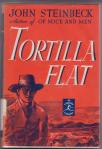 JOHN STEINBECK
Author of OF MICE AND MEN
TORTILLA
FLAT